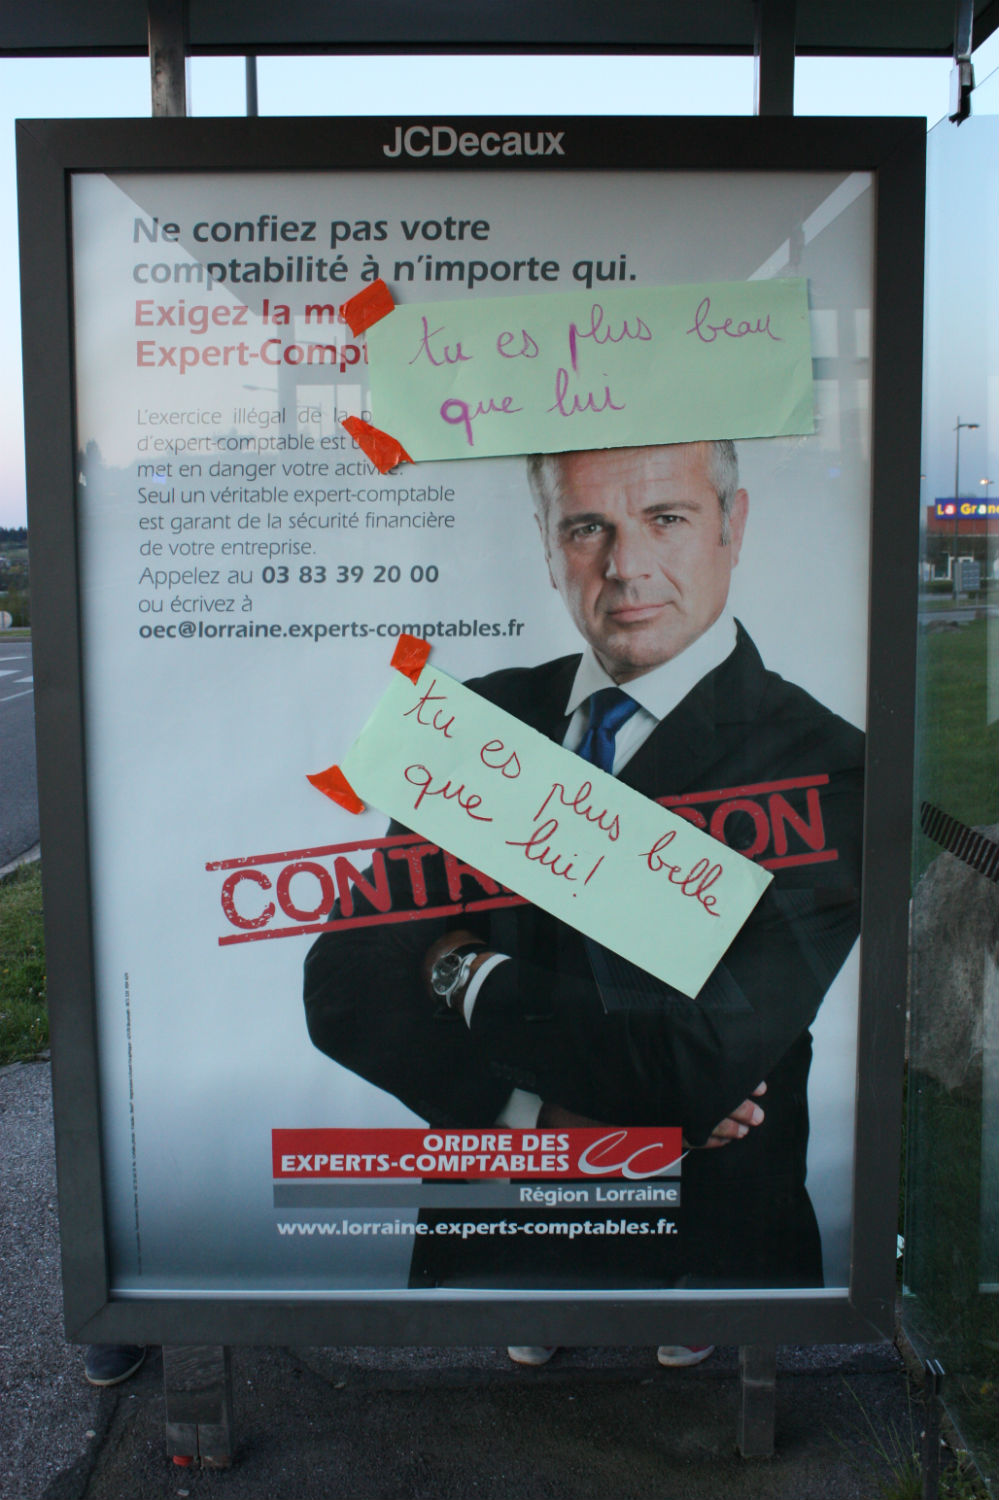 JCDecaux
Ne confiez pas votre
comptabilité à n'importe qui.
Exigez la
Expert-Compt
tu es plus beau
que lui
L'exercice illégal de la
d'expert-comptable est
met en danger votre activité.
Seul un véritable expert-comptable
est garant de la sécurité financière
de votre entreprise.
Appelez au 03 83 39 20 00
ou écrivez à
oec@lorraine.experts-comptables.fr
La Gran
tu es plus belle
que lui!
CONTR ON
ORDRE DES
EXPERTS-COMPTABLES ec
Région Lorraine
www.lorraine.experts-comptables.fr.